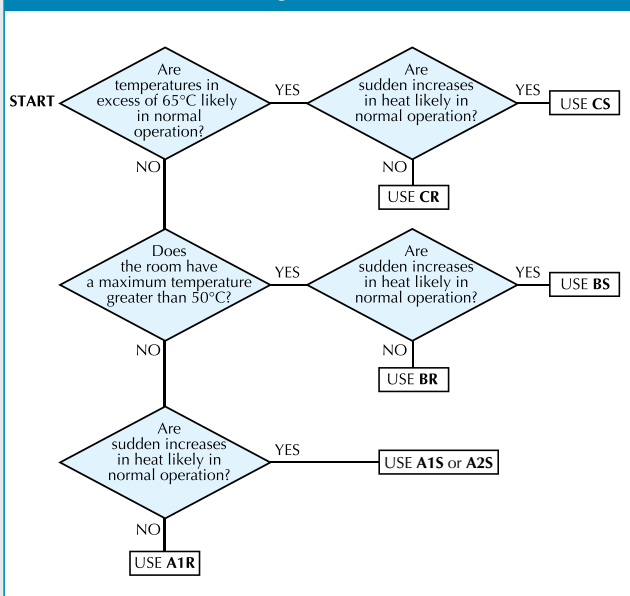 START
Are
temperatures in
excess of 65°C likely
in normal
operation?
YES
Are
sudden increases
in heat likely in
normal operation?
YES
USE CS
NO
NO
USE CR
Does
the room have
a maximum temperature
greater than 50°C?
YES
Are
sudden increases
in heat likely in
normal operation?
YES
USE BS
NO
NO
USE BR
Are
sudden increases
in heat likely in
normal operation?
YES
USE A1S or A2S
NO
USE A1R